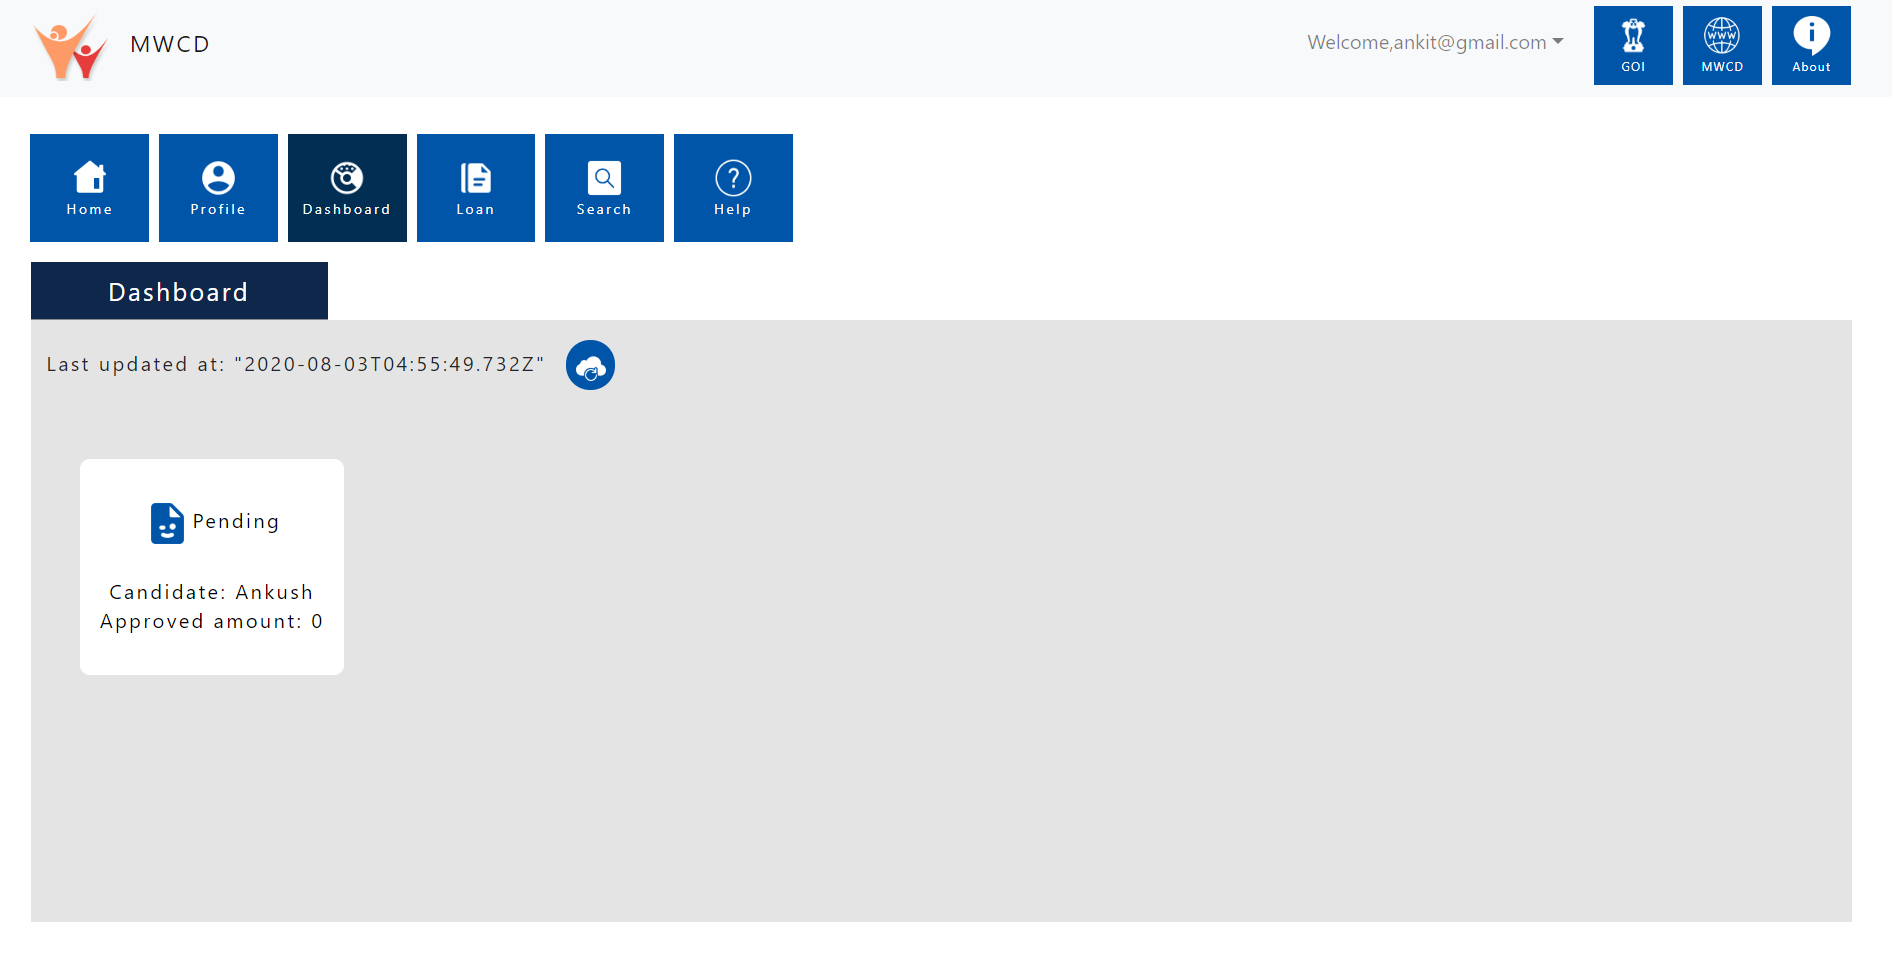 MWCD
Welcome,ankit@gmail.com
GOI
www
MWCD
About
Home
Profile
Dashboard
Loan
Search
Help
Dashboard
Last updated at: "2020-08-03T04:55:49.732Z"
Pending
Candidate: Ankush
Approved amount: 0